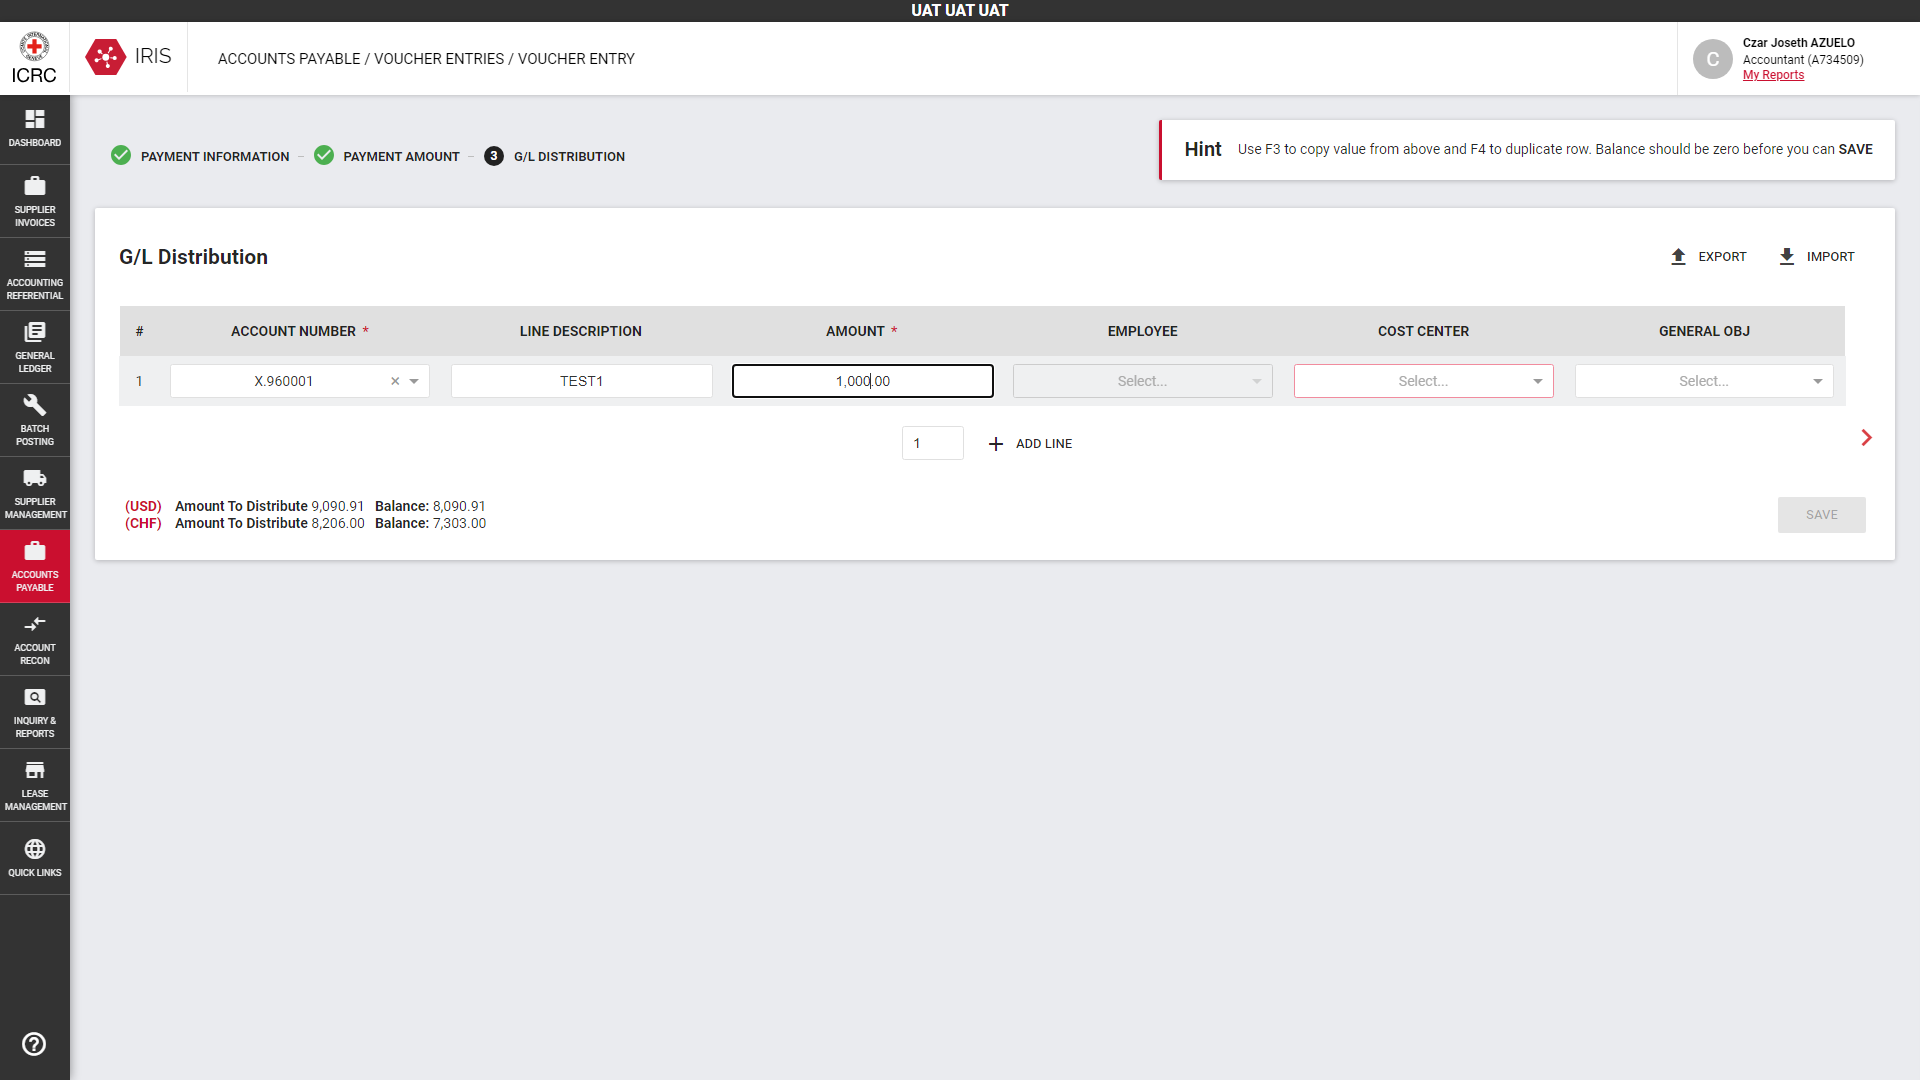 UAT UAT UAT
ICRC
IRIS
ACCOUNTS PAYABLE / VOUCHER ENTRIES / VOUCHER ENTRY
C
Czar Joseth AZUELO
Accountant (A734509)
My Reports
DASHBOARD
SUPPLIER
INVOICES
ACCOUNTING
REFERENTIAL
GENERAL
LEDGER
BATCH
POSTING
SUPPLIER
MANAGEMENT
ACCOUNTS
PAYABLE
ACCOUNT
RECON
INQUIRY &
REPORTS
LEASE
MANAGEMENT
QUICK LINKS
PAYMENT INFORMATION
PAYMENT AMOUNT
3 G/L DISTRIBUTION
Hint Use F3 to copy value from above and F4 to duplicate row. Balance should be zero before you can SAVE
G/L Distribution
EXPORT
IMPORT
# ACCOUNT NUMBER * LINE DESCRIPTION AMOUNT * EMPLOYEE COST CENTER GENERAL OBJ
1 X.960001 TEST1 1,000.00 Select... Select... Select...
1 ADD LINE
(USD) Amount To Distribute 9,090.91 Balance: 8,090.91
(CHF) Amount To Distribute 8,206.00 Balance: 7,303.00
SAVE